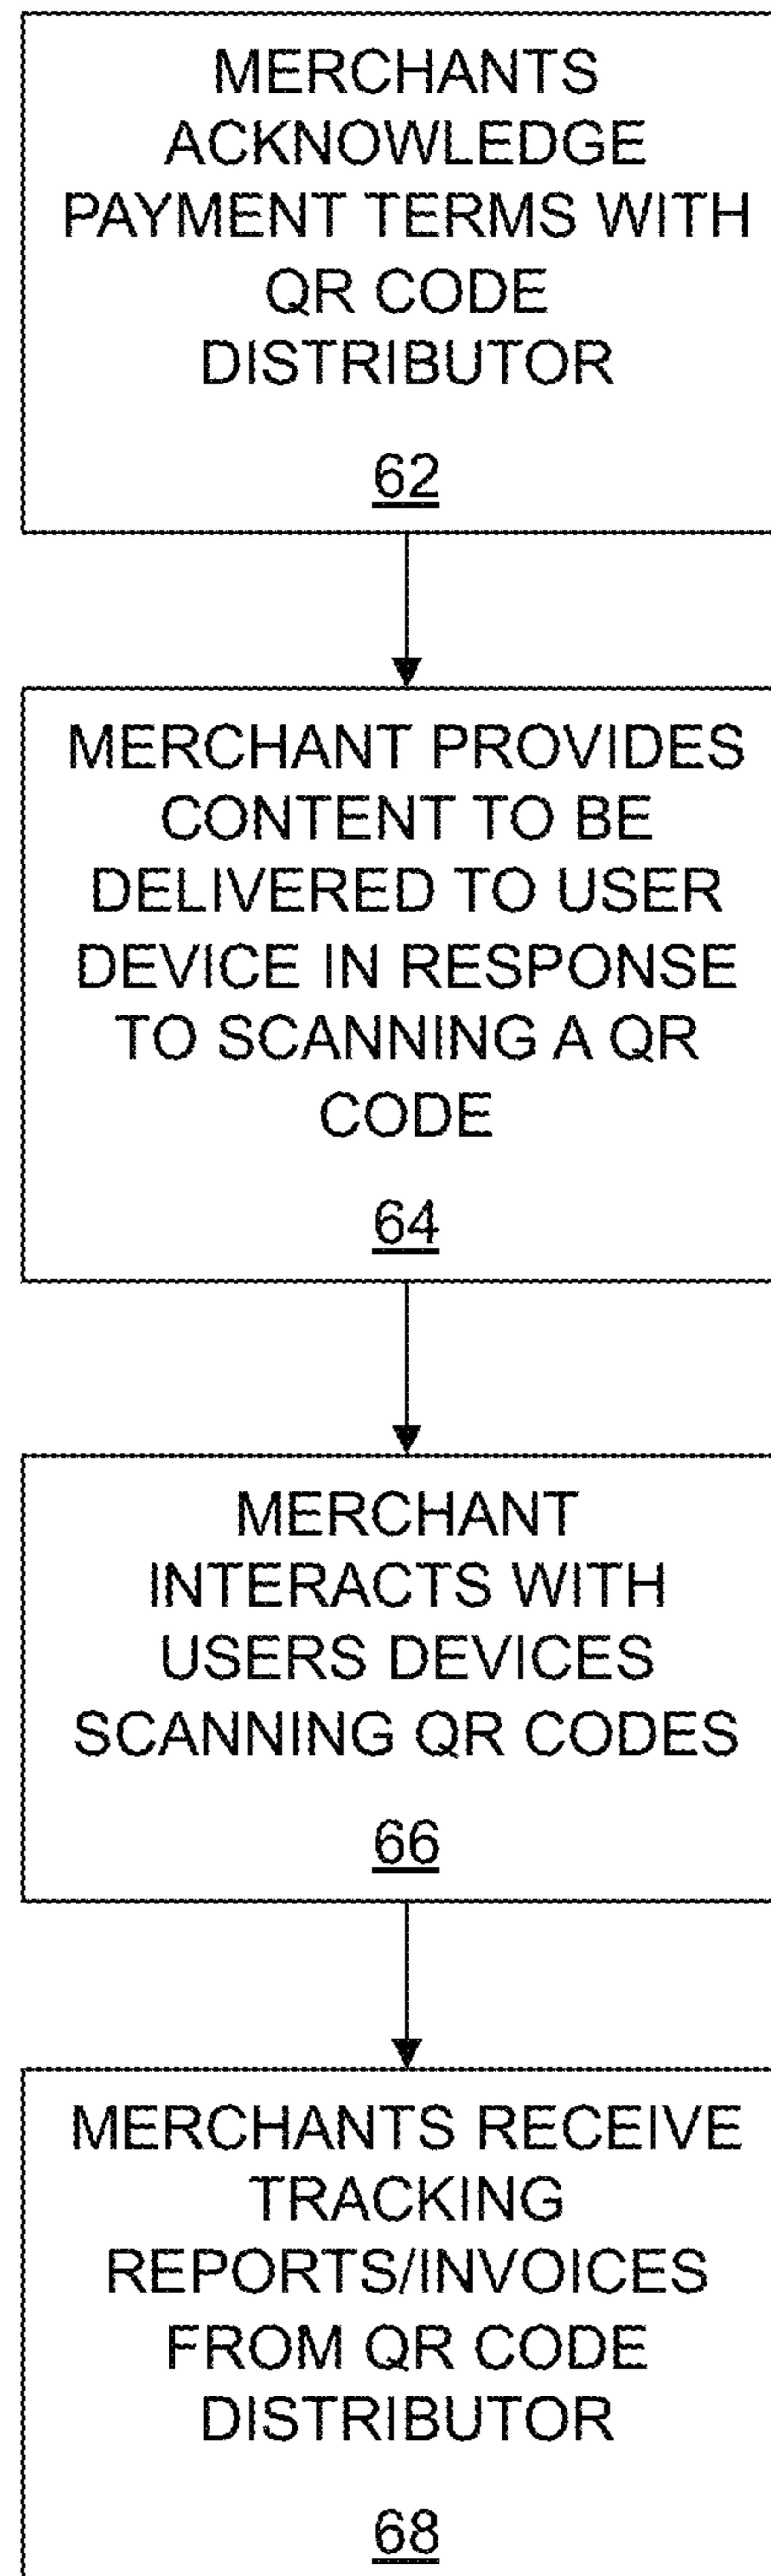 MERCHANTS
ACKNOWLEDGE
PAYMENT TERMS WITH
QR CODE
DISTRIBUTOR
62
MERCHANT PROVIDES
CONTENT TO BE
DELIVERED TO USER
DEVICE IN RESPONSE
TO SCANNING A QR
CODE
64
MERCHANT
INTERACTS WITH
USERS DEVICES
SCANNING QR CODES
66
MERCHANTS RECEIVE
TRACKING
REPORTS/INVOICES
FROM QR CODE
DISTRIBUTOR
68